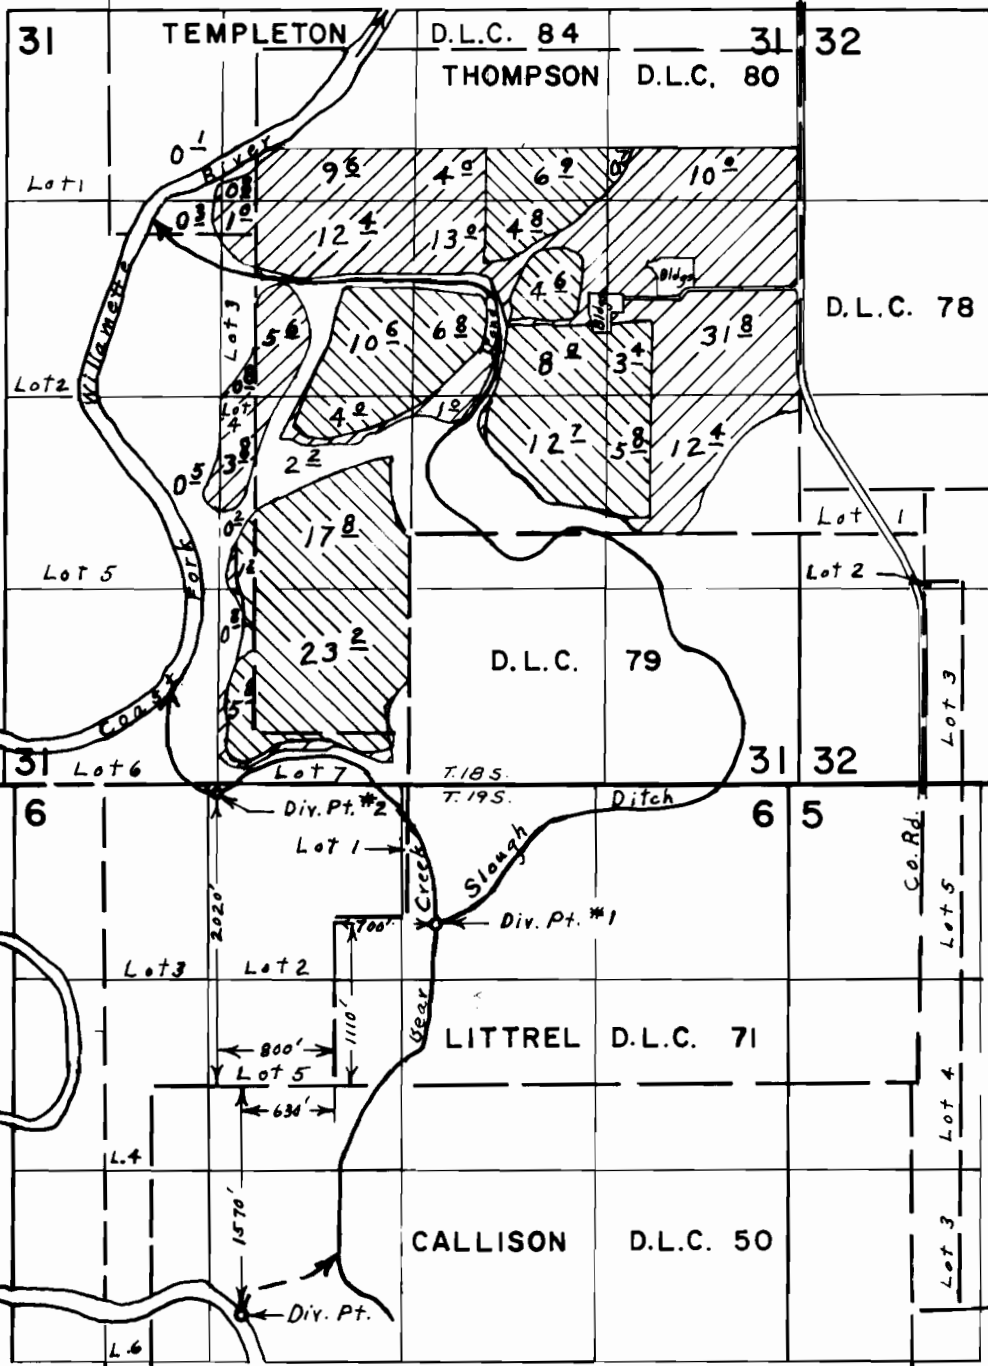 31
TEMPLETON D.L.C. 84
31 32
THOMPSON D.L.C. 80
0 1
River
9 6
4 0
6 9
10 0
Lot 1
0 3
1 0
12 4
13 0
4 8
Willamette
Lot 3
4 6
Bldgs
Bldgs
D.L.C. 78
5 6
10 6
6 8
Pond
8 0
3 4
31 8
Lot 2
Lot 4
4 0
1 0
3
2 2
12 7
5 8
12 4
0 5
0 2
17 8
Lot 1
Fork
Lot 5
Lot 2
23 2
D.L.C. 79
Lot 3
5
Coast
31
Lot 6
Lot 7
T. 18 S.
31 32
6
Div. Pt. #2
T. 19 S.
Ditch
6 5
Lot 1
Creek
Slough
Co. Rd.
2020'
700'
Div. Pt. #1
Lot 5
Lot 3
Lot 2
1110'
Gear
LITTREL D.L.C. 71
800'
Lot 5
630'
Lot 4
L.4
1570'
CALLISON D.L.C. 50
Lot 3
Div. Pt.
L.6